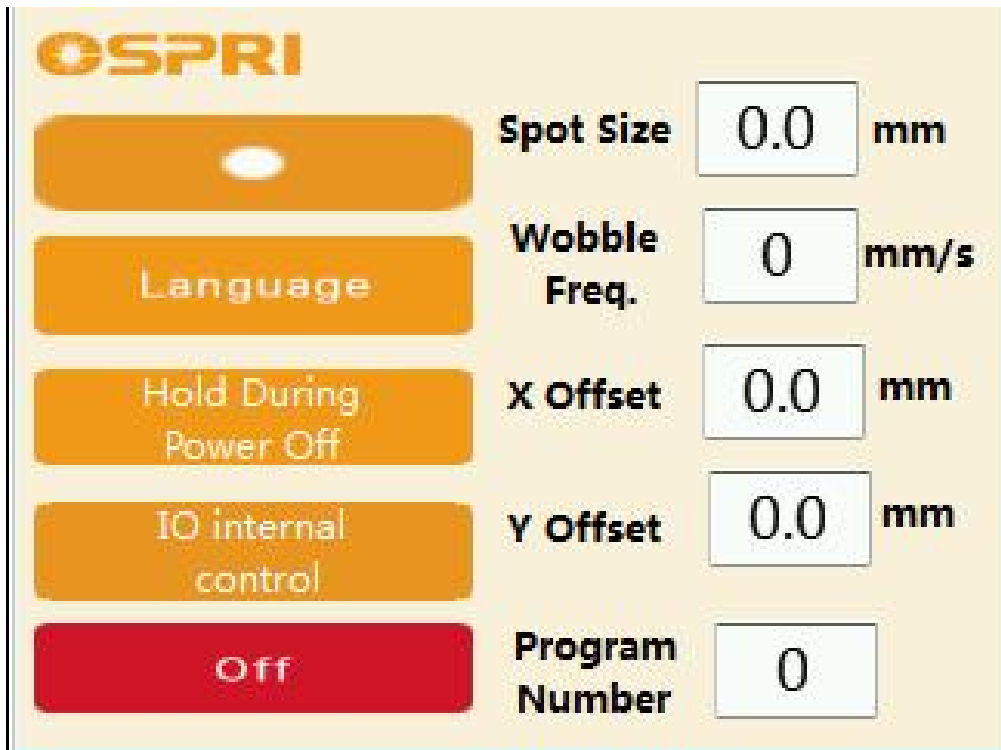 OSPRI
Spot Size 0.0 mm
Language
Wobble
Freq. 0 mm/s
Hold During
Power Off
X Offset 0.0 mm
IO internal
control
Y Offset 0.0 mm
Off
Program
Number 0